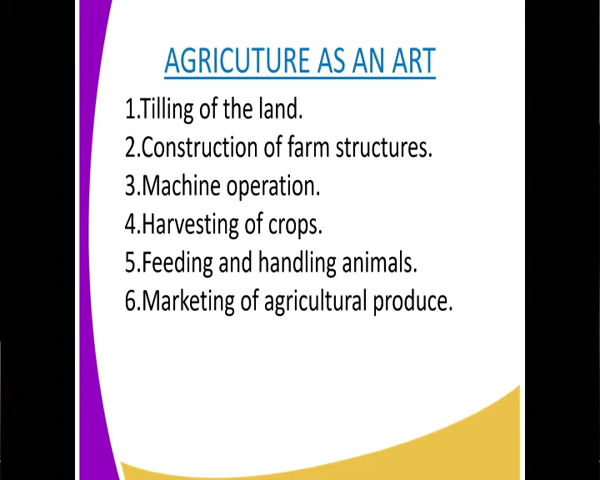 AGRICUTURE AS AN ART
1.Tilling of the land.
2.Construction of farm structures.
3.Machine operation.
4.Harvesting of crops.
5.Feeding and handling animals.
6.Marketing of agricultural produce.